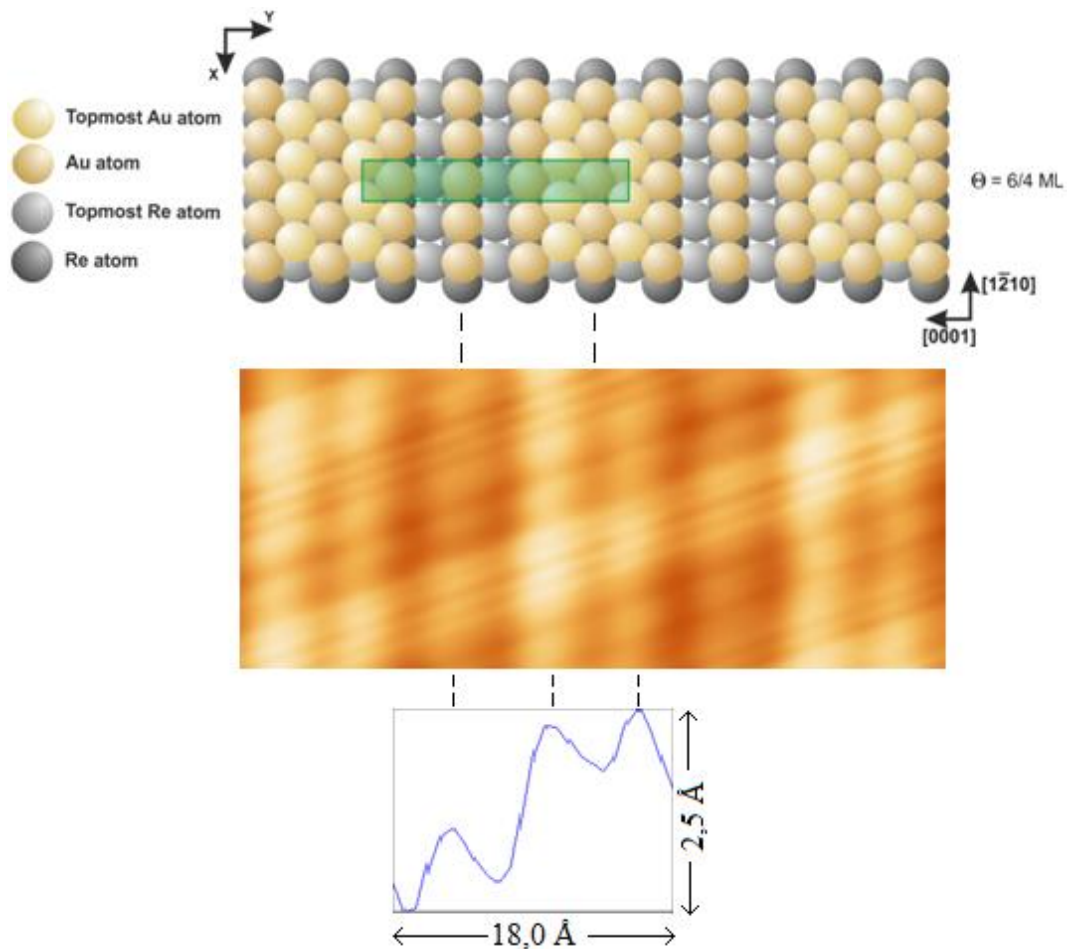 Y
X
Topmost Au atom
Au atom
Topmost Re atom
Re atom
Θ = 6/4 ML
[12̅10]
[0001]
2,5 Å
18,0 Å